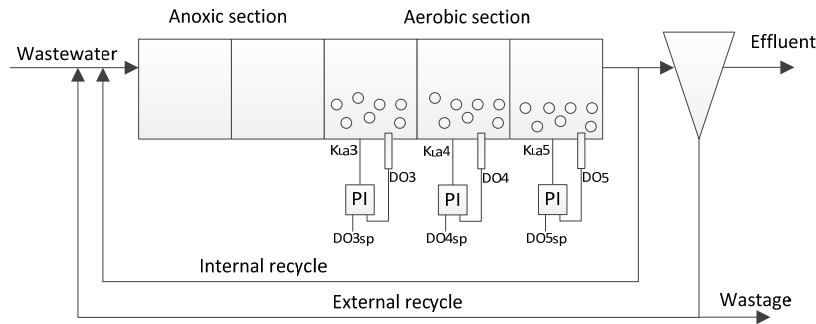 Anoxic section
Aerobic section
Wastewater
Effluent
KLa3
KLa4
KLa5
DO3
DO4
DO5
PI
PI
PI
DO3sp
DO4sp
DO5sp
Internal recycle
External recycle
Wastage